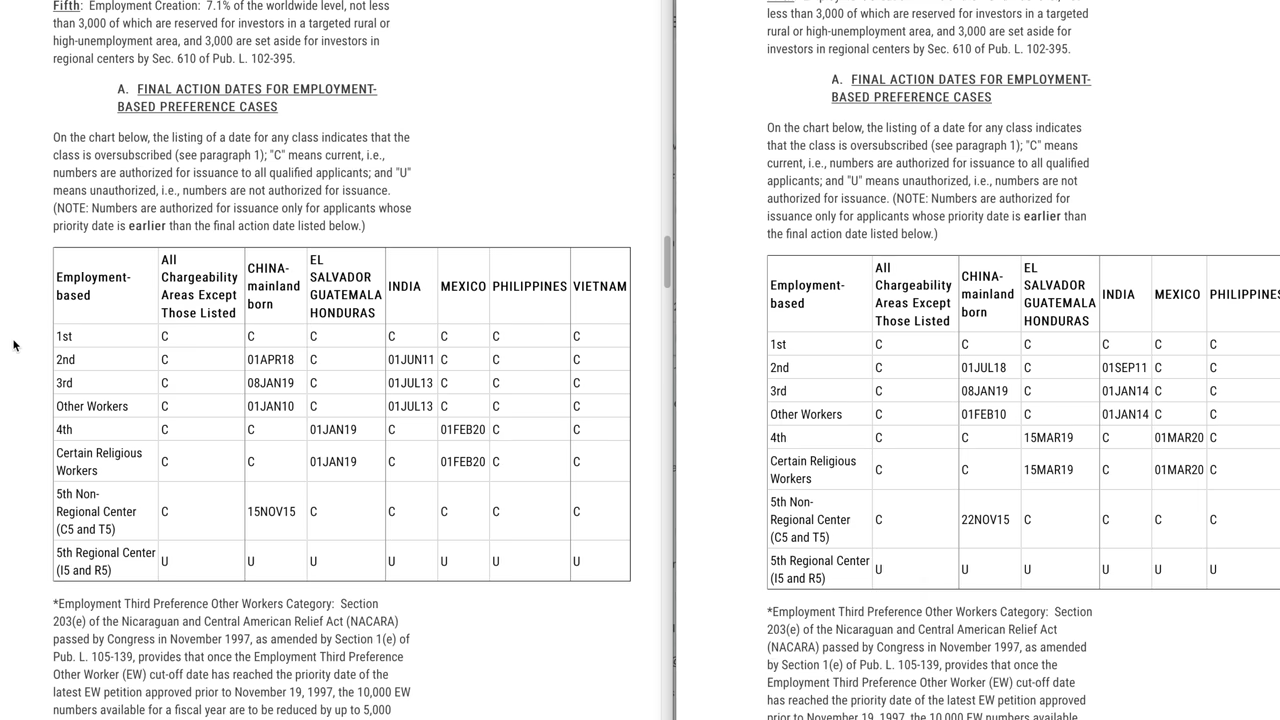 Fifth: Employment Creation: 7.1% of the worldwide level, not less
than 3,000 of which are reserved for investors in a targeted rural or
high-unemployment area, and 3,000 are set aside for investors in
regional centers by Sec. 610 of Pub. L. 102-395.
A. FINAL ACTION DATES FOR EMPLOYMENT-
BASED PREFERENCE CASES
On the chart below, the listing of a date for any class indicates that the
class is oversubscribed (see paragraph 1); "C" means current, i.e.,
numbers are authorized for issuance to all qualified applicants; and "U"
means unauthorized, i.e., numbers are not authorized for issuance.
(NOTE: Numbers are authorized for issuance only for applicants whose
priority date is earlier than the final action date listed below.)
Employment-
based
All
Chargeability
Areas Except
Those Listed
CHINA-
mainland
born
EL
SALVADOR
GUATEMALA
HONDURAS
INDIA
MEXICO
PHILIPPINES
VIETNAM
1st C C C C C C C
2nd C 01APR18 C 01JUN11 C C C
3rd C 08JAN19 C 01JUL13 C C C
Other Workers C 01JAN10 C 01JUL13 C C C
4th C C 01JAN19 C 01FEB20 C C
Certain Religious
Workers
C C 01JAN19 C 01FEB20 C C
5th Non-
Regional Center
(C5 and T5)
C 15NOV15 C C C C C
5th Regional Center
(I5 and R5)
U U U U U U U
*Employment Third Preference Other Workers Category: Section
203(e) of the Nicaraguan and Central American Relief Act (NACARA)
passed by Congress in November 1997, as amended by Section 1(e) of
Pub. L. 105-139, provides that once the Employment Third Preference
Other Worker (EW) cut-off date has reached the priority date of the
latest EW petition approved prior to November 19, 1997, the 10,000 EW
numbers available for a fiscal year are to be reduced by up to 5,000
less than 3,000 of which are reserved for investors in a targeted
rural or high-unemployment area, and 3,000 are set aside for
investors in regional centers by Sec. 610 of Pub. L. 102-395.
A. FINAL ACTION DATES FOR EMPLOYMENT-
BASED PREFERENCE CASES
On the chart below, the listing of a date for any class indicates
that the class is oversubscribed (see paragraph 1); "C" means
current, i.e., numbers are authorized for issuance to all qualified
applicants; and "U" means unauthorized, i.e., numbers are not
authorized for issuance. (NOTE: Numbers are authorized for
issuance only for applicants whose priority date is earlier than
the final action date listed below.)
Employment-
based
All
Chargeability
Areas Except
Those Listed
CHINA-
mainland
born
EL
SALVADOR
GUATEMALA
HONDURAS
INDIA
MEXICO
PHILIPPINES
1st C C C C C C
2nd C 01JUL18 C 01SEP11 C C
3rd C 08JAN19 C 01JAN14 C C
Other Workers C 01FEB10 C 01JAN14 C C
4th C C 15MAR19 C 01MAR20 C
Certain Religious
Workers
C C 15MAR19 C 01MAR20 C
5th Non-
Regional Center
(C5 and T5)
C 22NOV15 C C C C
5th Regional Center
(I5 and R5)
U U U U U U
*Employment Third Preference Other Workers Category: Section
203(e) of the Nicaraguan and Central American Relief Act
(NACARA) passed by Congress in November 1997, as amended
by Section 1(e) of Pub. L. 105-139, provides that once the
Employment Third Preference Other Worker (EW) cut-off date
has reached the priority date of the latest EW petition approved
prior to November 19, 1997, the 10,000 EW numbers available